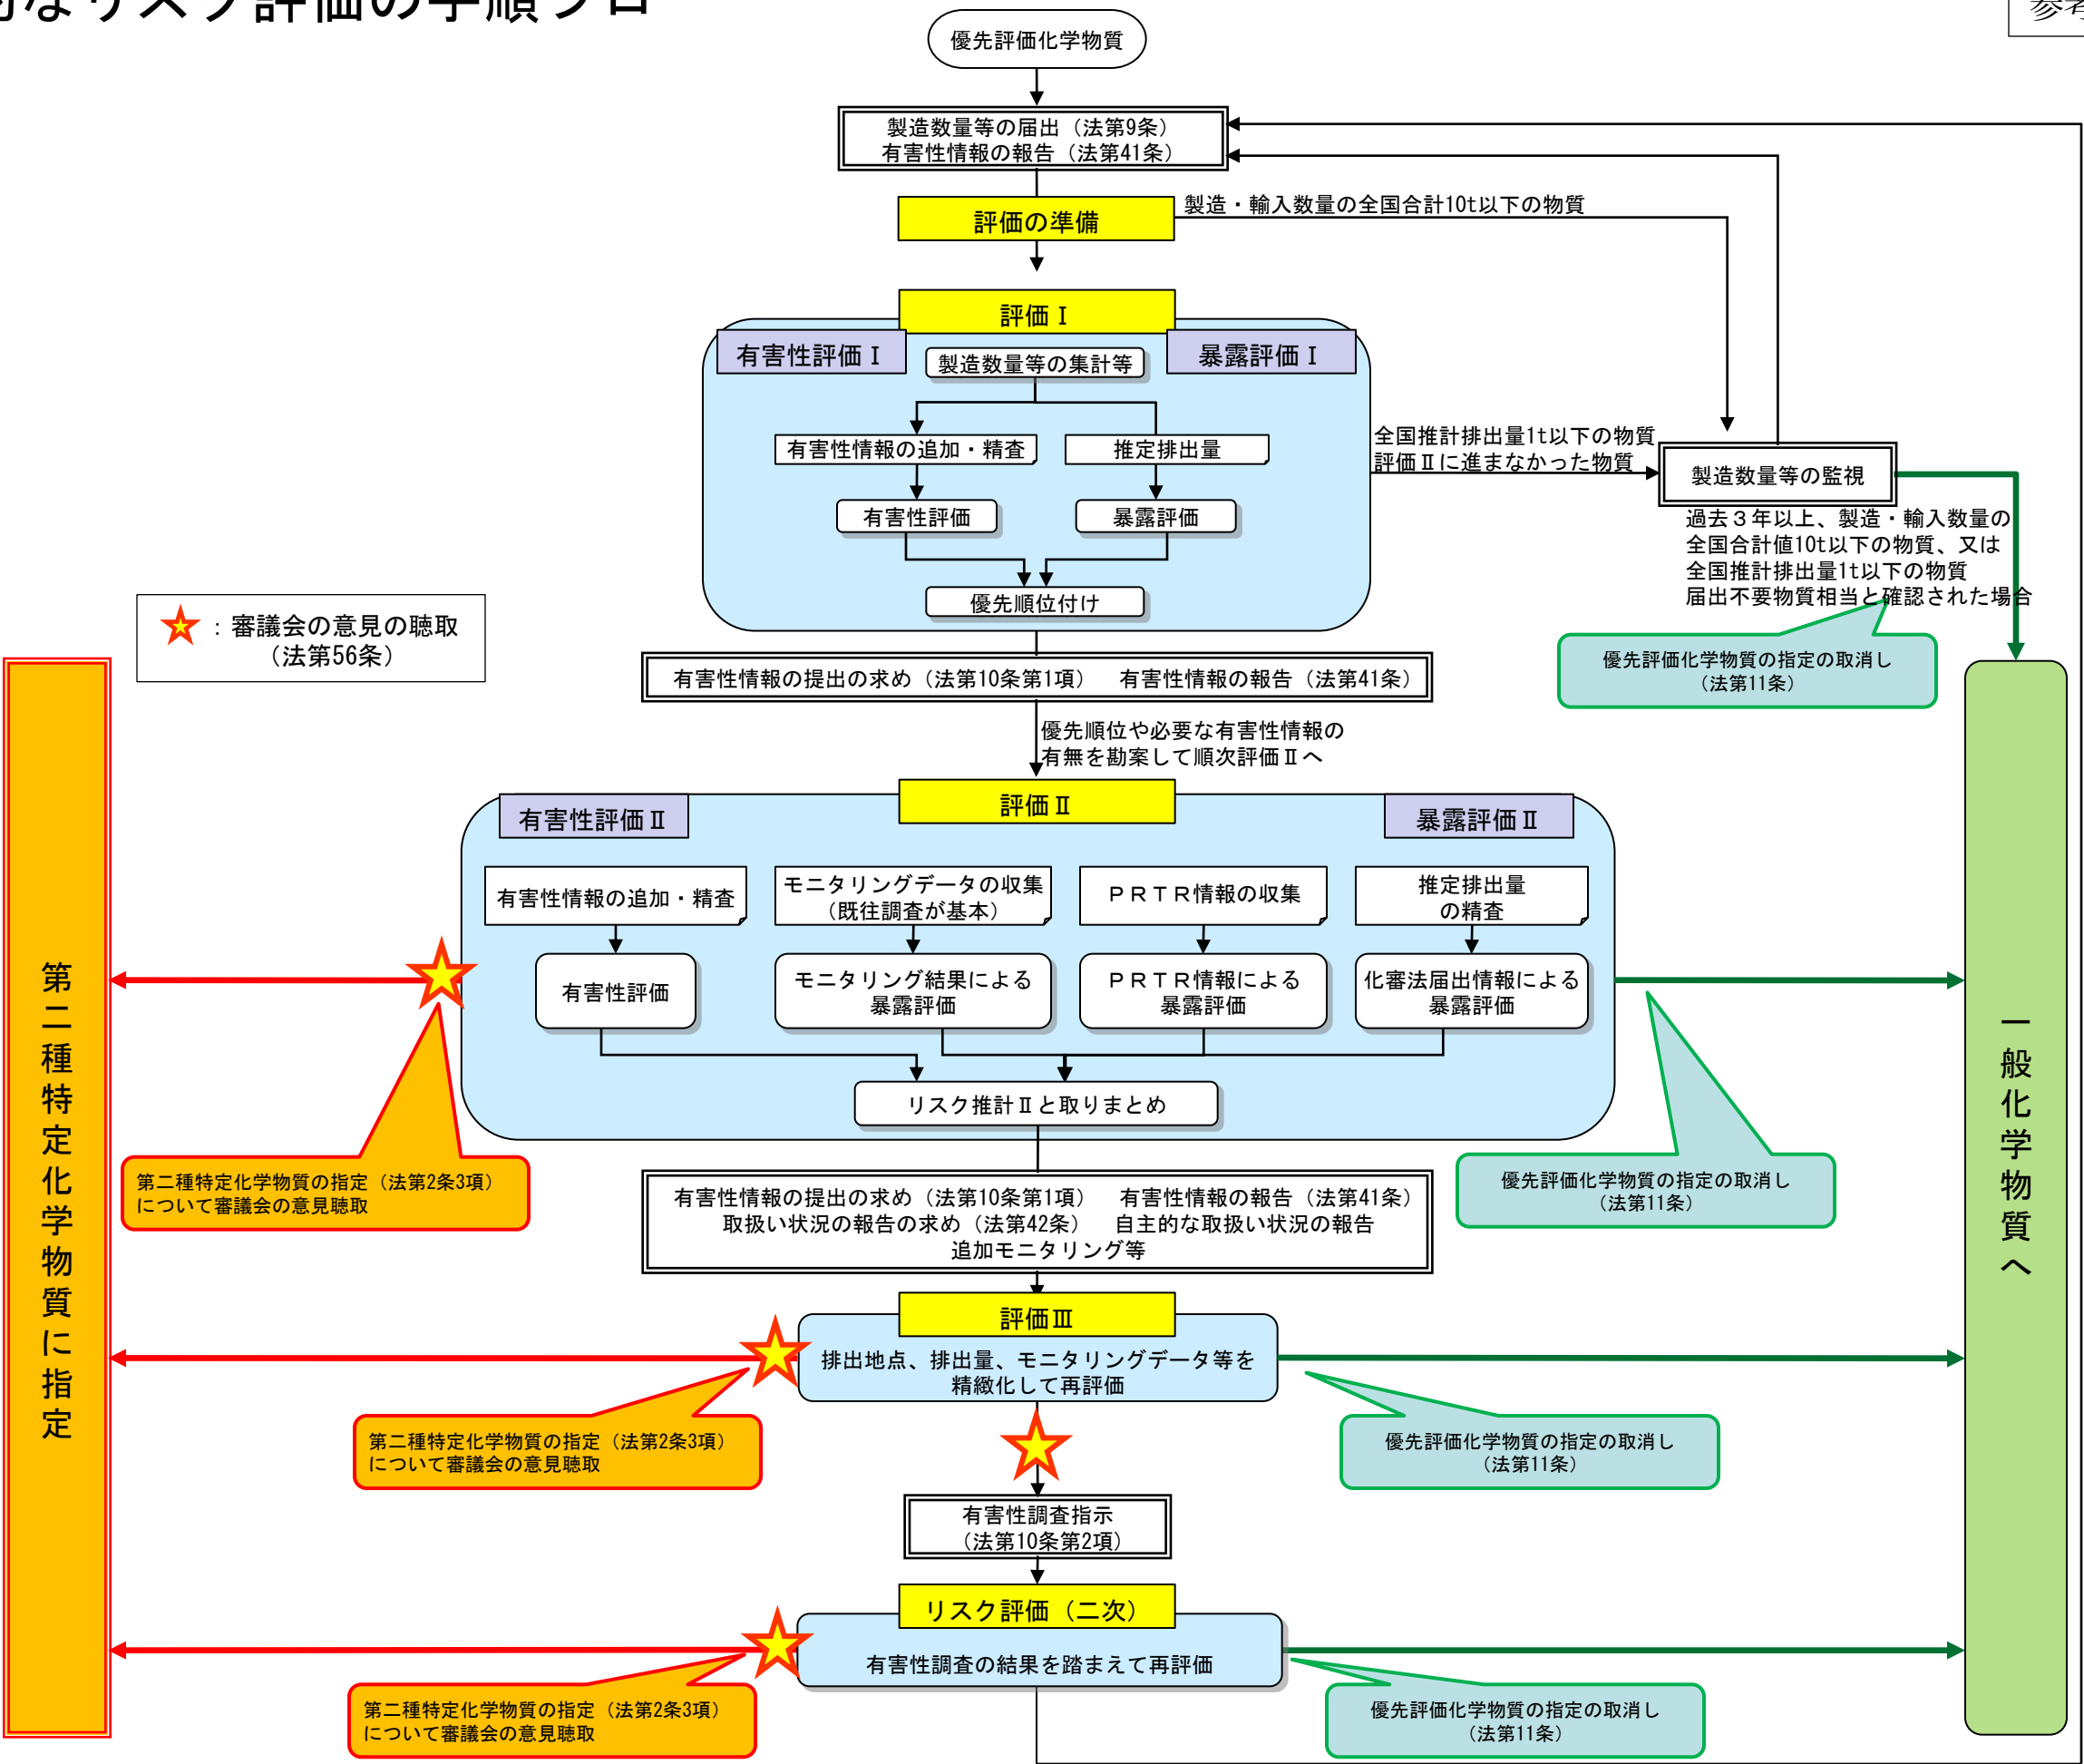 なリスク評価の手順フロー
参考
優先評価化学物質
製造数量等の届出（法第9条）
有害性情報の報告（法第41条）
評価の準備
製造・輸入数量の全国合計10t以下の物質
評価Ⅰ
有害性評価Ⅰ
製造数量等の集計等
暴露評価Ⅰ
有害性情報の追加・精査
推定排出量
有害性評価
暴露評価
優先順位付け
全国推計排出量1t以下の物質
評価Ⅱに進まなかった物質
製造数量等の監視
過去３年以上、製造・輸入数量の
全国合計値10t以下の物質、又は
全国推計排出量1t以下の物質
届出不要物質相当と確認された場合
：審議会の意見の聴取
（法第56条）
優先評価化学物質の指定の取消し
（法第11条）
有害性情報の提出の求め（法第10条第1項）　有害性情報の報告（法第41条）
優先順位や必要な有害性情報の
有無を勘案して順次評価Ⅱへ
評価Ⅱ
有害性評価Ⅱ
暴露評価Ⅱ
有害性情報の追加・精査
モニタリングデータの収集
（既往調査が基本）
ＰＲＴＲ情報の収集
推定排出量
の精査
有害性評価
モニタリング結果による
暴露評価
ＰＲＴＲ情報による
暴露評価
化審法届出情報による
暴露評価
リスク推計Ⅱと取りまとめ
第二種特定化学物質に指定
一般化学物質へ
第二種特定化学物質の指定（法第2条3項）
について審議会の意見聴取
優先評価化学物質の指定の取消し
（法第11条）
有害性情報の提出の求め（法第10条第1項）　有害性情報の報告（法第41条）
取扱い状況の報告の求め（法第42条）　自主的な取扱い状況の報告
追加モニタリング等
評価Ⅲ
排出地点、排出量、モニタリングデータ等を
精緻化して再評価
第二種特定化学物質の指定（法第2条3項）
について審議会の意見聴取
優先評価化学物質の指定の取消し
（法第11条）
有害性調査指示
（法第10条第2項）
リスク評価（二次）
有害性調査の結果を踏まえて再評価
第二種特定化学物質の指定（法第2条3項）
について審議会の意見聴取
優先評価化学物質の指定の取消し
（法第11条）